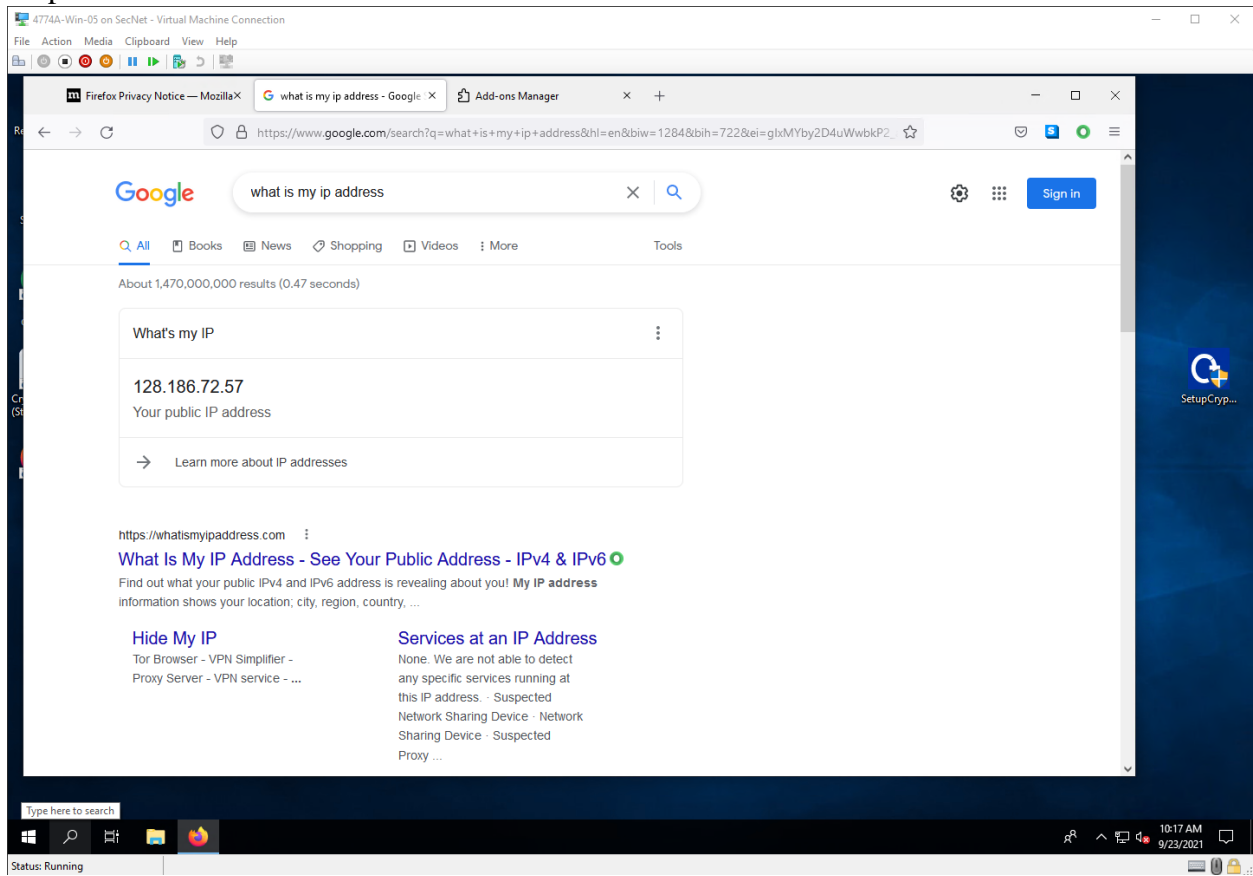 4774A-Win-05 on SecNet - Virtual Machine Connection
File Action Media Clipboard View Help
Firefox Privacy Notice — Mozilla
what is my ip address - Google
Add-ons Manager
https://www.google.com/search?q=what+is+my+ip+address&hl=en&biw=1284&bih=722&ei=glxMYby2D4uWwbkP2_
Google
what is my ip address
Sign in
All Books News Shopping Videos More Tools
About 1,470,000,000 results (0.47 seconds)
What's my IP
128.186.72.57
Your public IP address
Learn more about IP addresses
SetupCryp...
https://whatismyipaddress.com
What Is My IP Address - See Your Public Address - IPv4 & IPv6
Find out what your public IPv4 and IPv6 address is revealing about you! My IP address
information shows your location; city, region, country, ...
Hide My IP
Tor Browser - VPN Simplifier -
Proxy Server - VPN service - ...
Services at an IP Address
None. We are not able to detect
any specific services running at
this IP address. · Suspected
Network Sharing Device · Network
Sharing Device · Suspected
Proxy ...
Type here to search
10:17 AM
9/23/2021
Status: Running